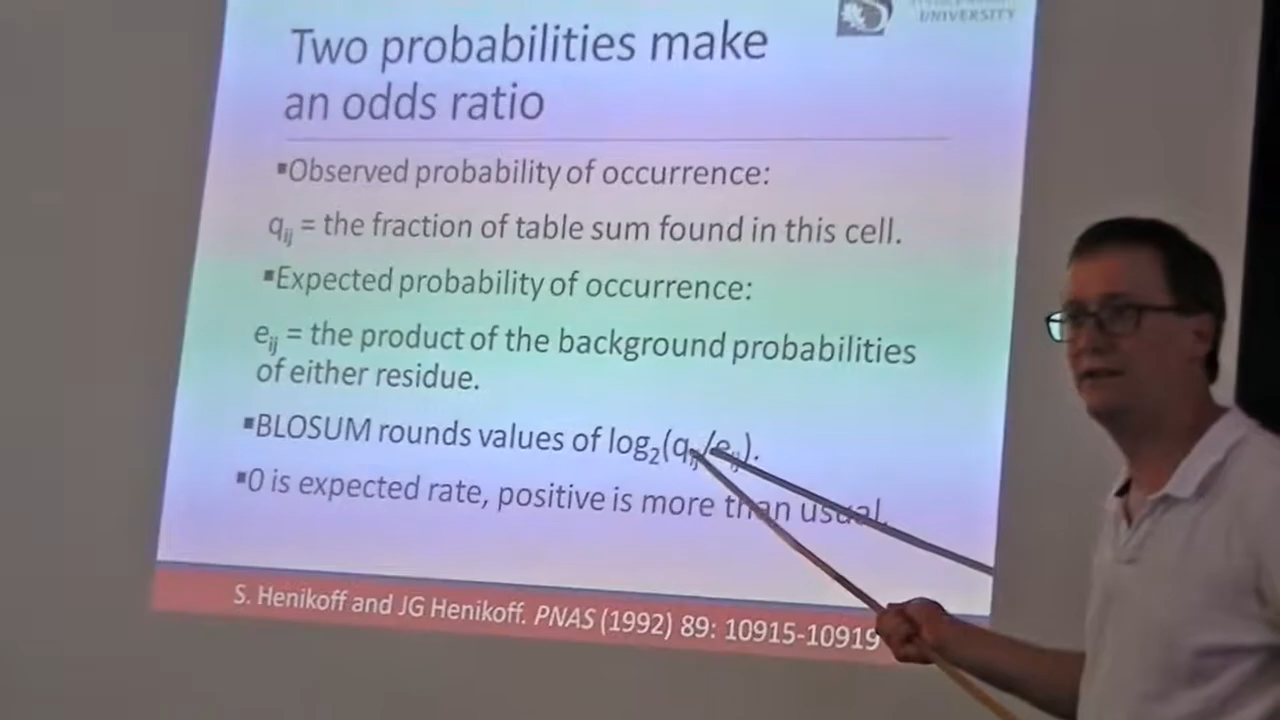 UNIVERSITY
Two probabilities make
an odds ratio
▪Observed probability of occurrence:
qij = the fraction of table sum found in this cell.
▪Expected probability of occurrence:
eij = the product of the background probabilities
of either residue.
▪BLOSUM rounds values of log2(qij/eij).
▪0 is expected rate, positive is more than usual.
S. Henikoff and JG Henikoff. PNAS (1992) 89: 10915-10919